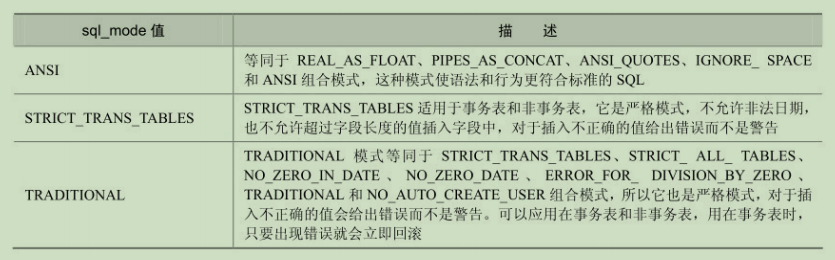 sql_mode 值 描 述
ANSI
等同于 REAL_AS_FLOAT、PIPES_AS_CONCAT、ANSI_QUOTES、IGNORE_ SPACE
和 ANSI 组合模式，这种模式使语法和行为更符合标准的 SQL
STRICT_TRANS_TABLES
STRICT_TRANS_TABLES 适用于事务表和非事务表，它是严格模式，不允许非法日期，
也不允许超过字段长度的值插入字段中，对于插入不正确的值给出错误而不是警告
TRADITIONAL
TRADITIONAL 模式等同于 STRICT_TRANS_TABLES、STRICT_ ALL_ TABLES、
NO_ZERO_IN_DATE 、 NO_ZERO_DATE 、 ERROR_FOR_ DIVISION_BY_ZERO 、
TRADITIONAL 和 NO_AUTO_CREATE_USER 组合模式，所以它也是严格模式，对于插
入不正确的值会给出错误而不是警告。可以应用在事务表和非事务表，用在事务表时，
只要出现错误就会立即回滚